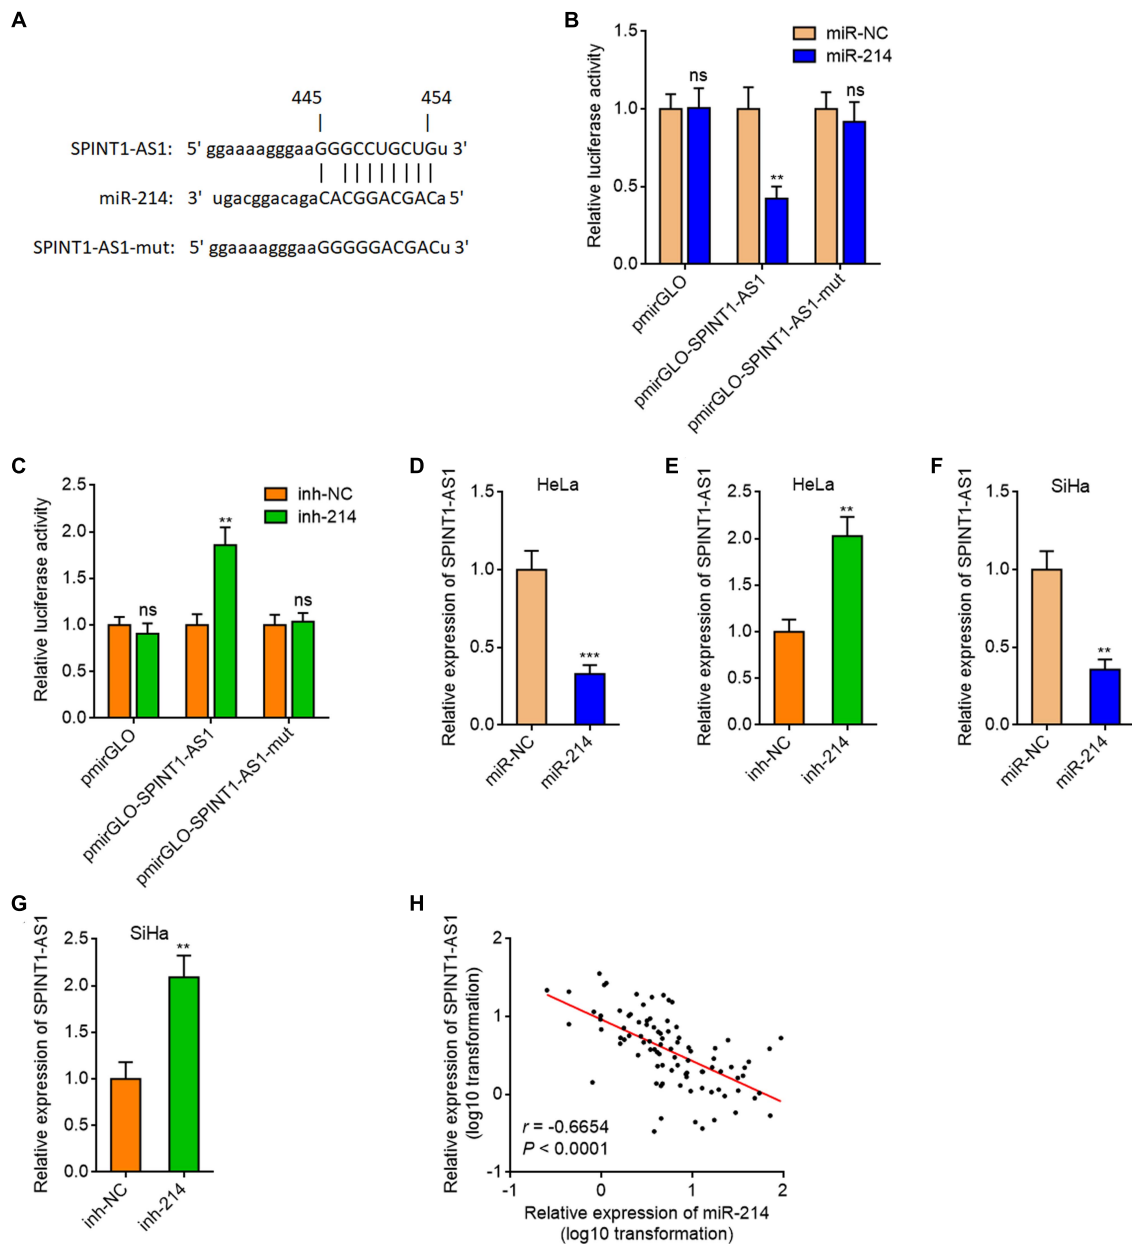 A
445 454
SPINT1-AS1: 5' ggaaaagggaaGGGCCUGCUGu 3'
miR-214: 3' ugacggacagaCACGGACGACa 5'
SPINT1-AS1-mut: 5' ggaaaagggaaGGGGGACGACu 3'
B
Relative luciferase activity
1.5
1.0
0.5
0.0
miR-NC
miR-214
ns
**
ns
pmirGLO
pmirGLO-SPINT1-AS1
pmirGLO-SPINT1-AS1-mut
C
Relative luciferase activity
2.5
2.0
1.5
1.0
0.5
0.0
inh-NC
inh-214
ns
**
ns
pmirGLO
pmirGLO-SPINT1-AS1
pmirGLO-SPINT1-AS1-mut
D
Relative expression of SPINT1-AS1
HeLa
1.5
1.0
0.5
0.0
***
miR-NC
miR-214
E
Relative expression of SPINT1-AS1
HeLa
2.5
2.0
1.5
1.0
0.5
0.0
**
inh-NC
inh-214
F
Relative expression of SPINT1-AS1
SiHa
1.5
1.0
0.5
0.0
**
miR-NC
miR-214
G
Relative expression of SPINT1-AS1
SiHa
2.5
2.0
1.5
1.0
0.5
0.0
**
inh-NC
inh-214
H
Relative expression of SPINT1-AS1
(log10 transformation)
2
1
0
-1
r = -0.6654
P < 0.0001
-1 0 1 2
Relative expression of miR-214
(log10 transformation)